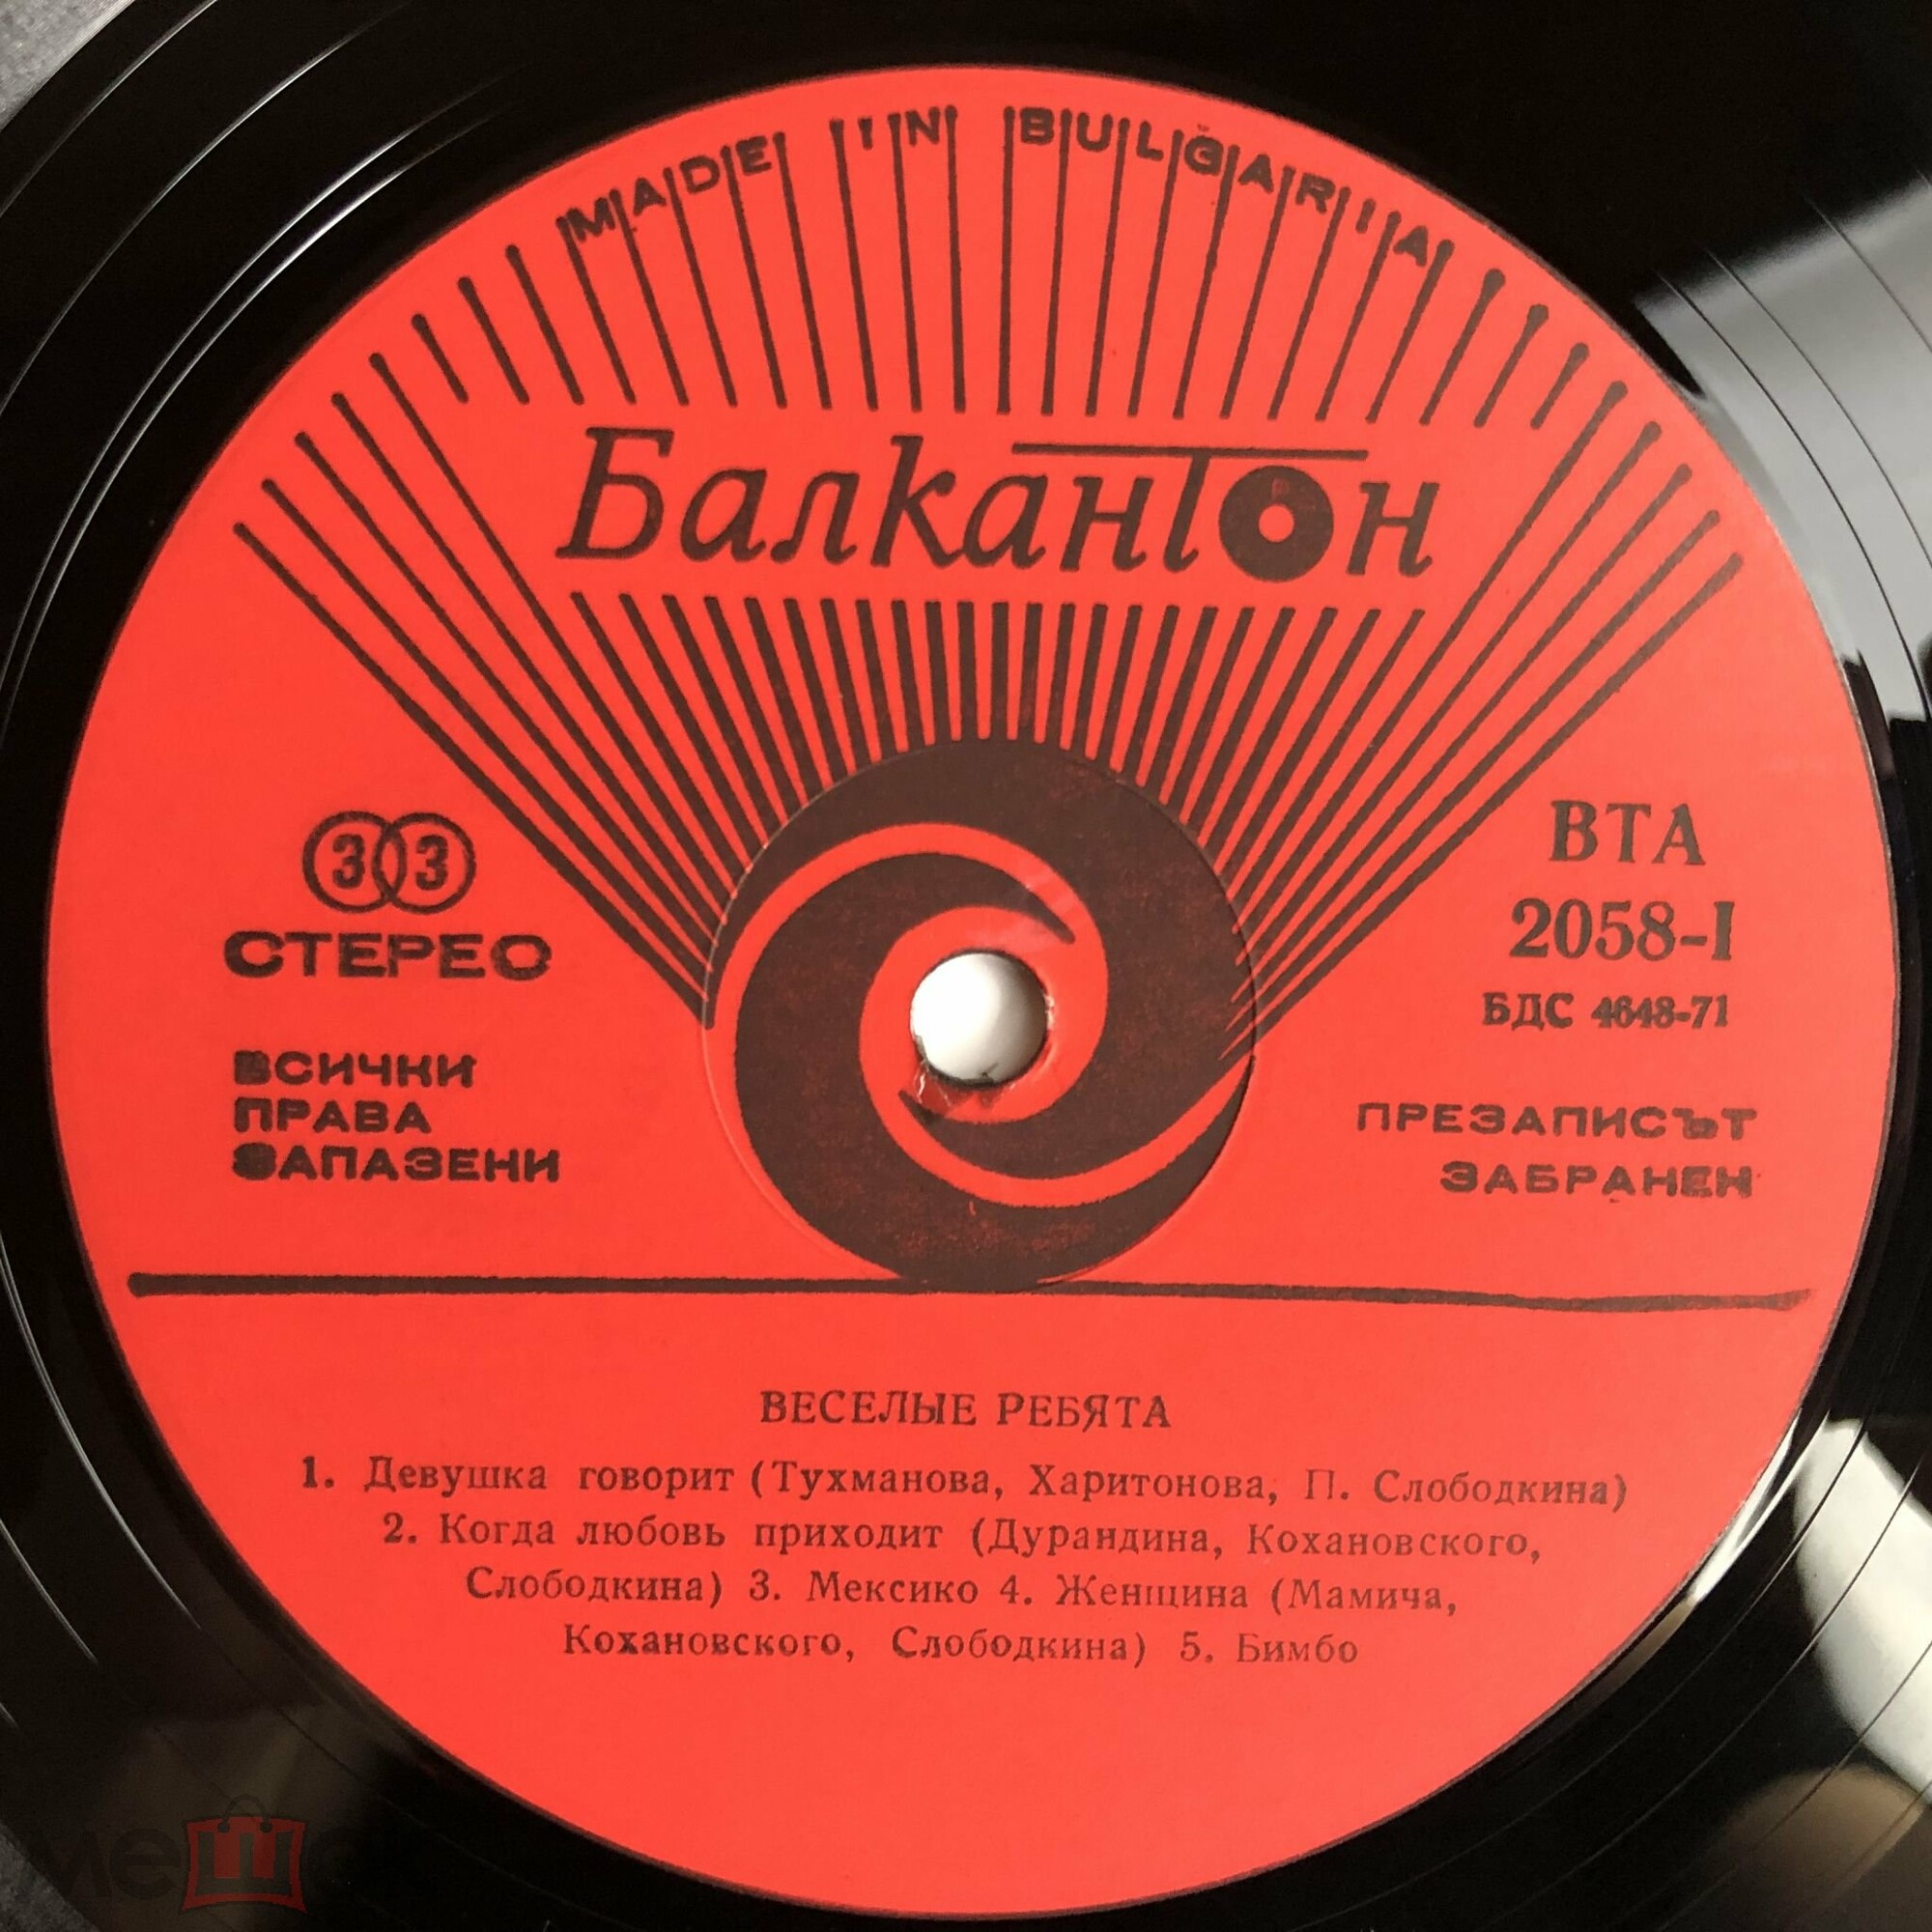 MADE IN BULGARIA
Балкантон
33
СТЕРЕО
ВСИЧКИ
ПРАВА
ЗАПАЗЕНИ
ВТА
2058-I
БДС 4648-71
ПРЕЗАПИСЪТ
ЗАБРАНЕН
ВЕСЕЛЫЕ РЕБЯТА
1. Девушка говорит (Тухманова, Харитонова, П. Слободкина)
2. Когда любовь приходит (Дурандина, Кохановского,
Слободкина) 3. Мексико 4. Женщина (Мамича,
Кохановского, Слободкина) 5. Бимбо